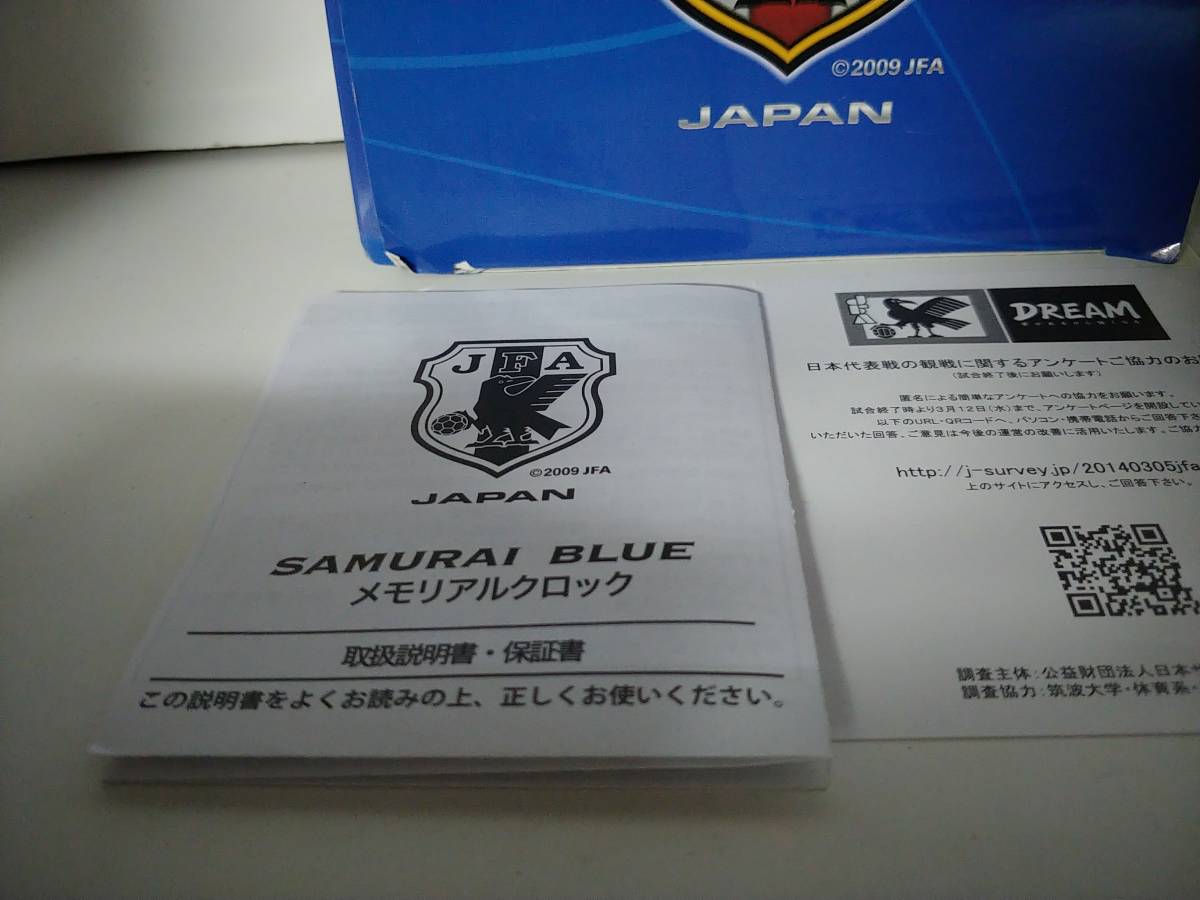 ©2009 JFA
JAPAN
JFA
©2009 JFA
JAPAN
SAMURAI BLUE
メモリアルクロック
取扱説明書・保証書
この説明書をよくお読みの上、正しくお使いください。
DREAM
日本代表戦の観戦に関するアンケートご協力のお
(試合終了後にお願いします)
匿名による簡単なアンケートへの協力をお願います。
試合終了時より3月12日(水)まで、アンケートページを開設してい
以下のURL・QRコードへ、パソコン・携帯電話からご回答下さ
いただいた回答、ご意見は今後の運営の改善に活用いたします。ご協力
http://j-survey.jp/20140305jfa
上のサイトにアクセスし、ご回答下さい。
調査主体:公益財団法人日本サ
調査協力:筑波大学・体育系